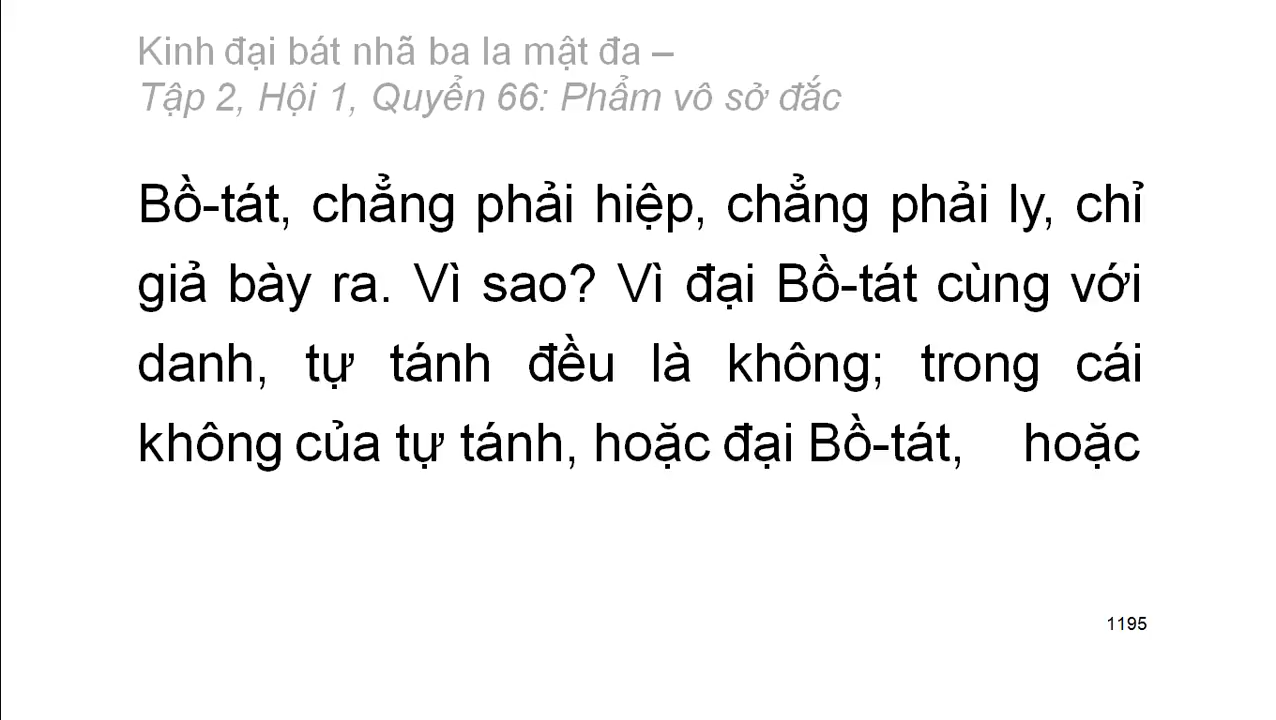 Kinh đại bát nhã ba la mật đa –
Tập 2, Hội 1, Quyển 66: Phẩm vô sở đắc
Bồ-tát, chẳng phải hiệp, chẳng phải ly, chỉ
giả bày ra. Vì sao? Vì đại Bồ-tát cùng với
danh, tự tánh đều là không; trong cái
không của tự tánh, hoặc đại Bồ-tát, hoặc
1195